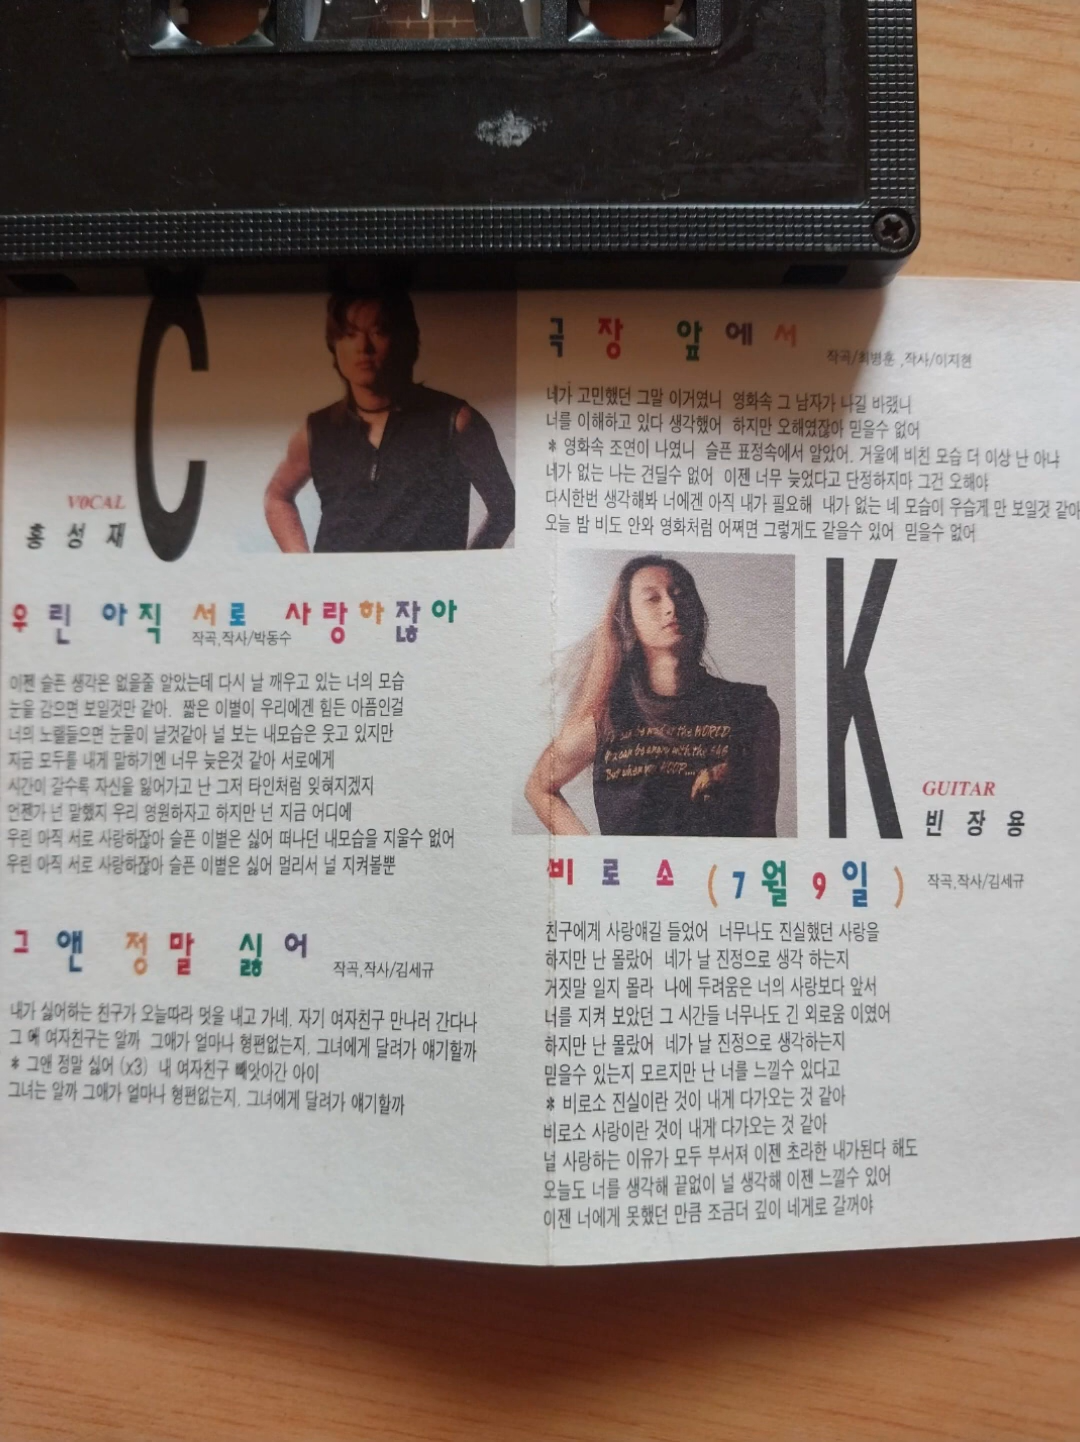 C
VOCAL
홍 성 재
우린 아직 서로 사랑하잖아
작곡,작사/박동수
이젠 슬픈 생각은 없을줄 알았는데 다시 날 깨우고 있는 너의 모습
눈을 감으면 보일것만 같아. 짧은 이별이 우리에겐 힘든 아픔인걸
너의 노랠들으면 눈물이 날것같아 널 보는 내모습은 웃고 있지만
지금 모두를 내게 말하기엔 너무 늦은것 같아 서로에게
시간이 갈수록 자신을 잃어가고 난 그저 타인처럼 잊혀지겠지
언젠가 넌 말했지 우리 영원하자고 하지만 넌 지금 어디에
우린 아직 서로 사랑하잖아 슬픈 이별은 싫어 떠나던 내모습을 지울수 없어
우린 아직 서로 사랑하잖아 슬픈 이별은 싫어 멀리서 널 지켜볼뿐
그 앤 정말 싫어
작곡,작사/김세규
내가 싫어하는 친구가 오늘따라 멋을 내고 가네. 자기 여자친구 만나러 간다나
그 애 여자친구는 알까 그애가 얼마나 형편없는지, 그녀에게 달려가 얘기할까
* 그앤 정말 싫어 (x3) 내 여자친구 빼앗아간 아이
그녀는 알까 그애가 얼마나 형편없는지, 그녀에게 달려가 얘기할까
극장 앞에서
작곡/최병훈 ,작사/이지현
네가 고민했던 그말 이거였니 영화속 그 남자가 나길 바랬니
너를 이해하고 있다 생각했어 하지만 오해였잖아 믿을수 없어
* 영화속 조연이 나였니 슬픈 표정속에서 알았어. 거울에 비친 모습 더 이상 난 아냐
네가 없는 나는 견딜수 없어 이젠 너무 늦었다고 단정하지마 그건 오해야
다시한번 생각해봐 너에겐 아직 내가 필요해 내가 없는 네 모습이 우습게 만 보일것 같아
오늘 밤 비도 안와 영화처럼 어쩌면 그렇게도 같을수 있어 믿을수 없어
K
GUITAR
빈 장 용
비로소 (7월 9일)
작곡,작사/김세규
친구에게 사랑얘길 들었어 너무나도 진실했던 사랑을
하지만 난 몰랐어 네가 날 진정으로 생각 하는지
거짓말 일지 몰라 나에 두려움은 너의 사랑보다 앞서
너를 지켜 보았던 그 시간들 너무나도 긴 외로움 이였어
하지만 난 몰랐어 네가 날 진정으로 생각하는지
믿을수 있는지 모르지만 난 너를 느낄수 있다고
* 비로소 진실이란 것이 내게 다가오는 것 같아
비로소 사랑이란 것이 내게 다가오는 것 같아
널 사랑하는 이유가 모두 부서져 이젠 초라한 내가된다 해도
오늘도 너를 생각해 끝없이 널 생각해 이젠 느낄수 있어
이젠 너에게 못했던 만큼 조금더 깊이 네게로 갈꺼야